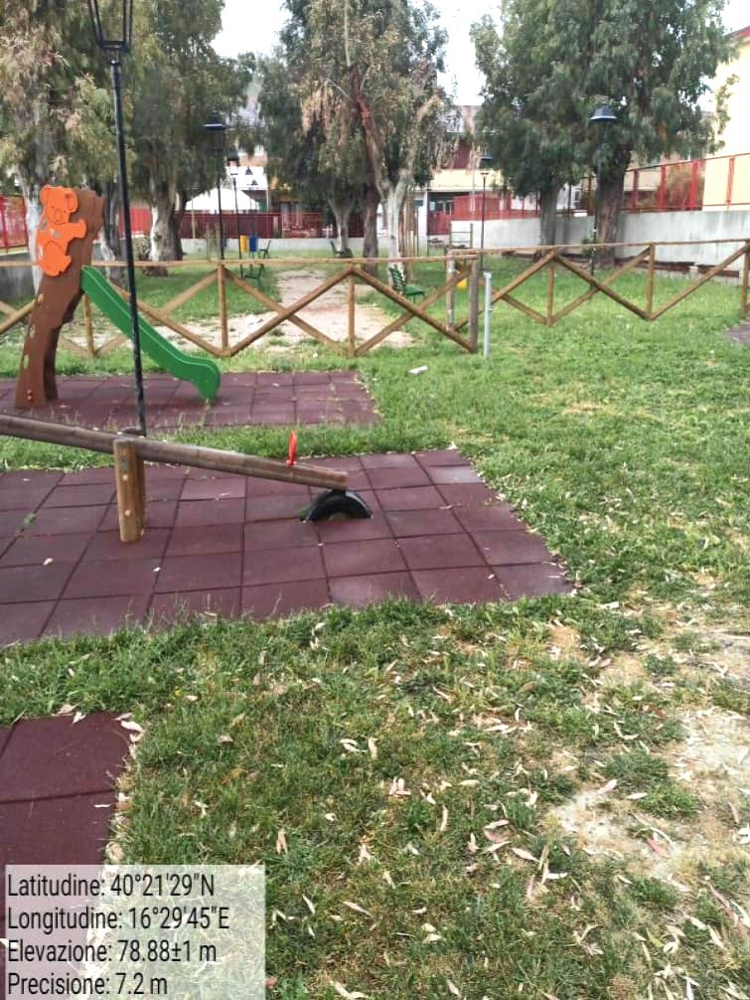 Latitudine: 40°21'29"N
Longitudine: 16°29'45"E
Elevazione: 78.88±1 m
Precisione: 7.2 m